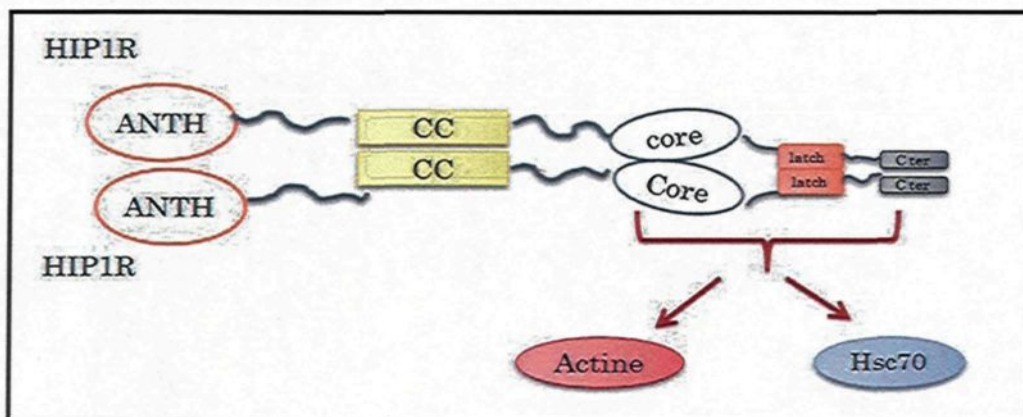 HIP1R
ANTH
CC
core
latch
Cter
ANTH
CC
Core
latch
Cter
HIP1R
Actine
Hsc70